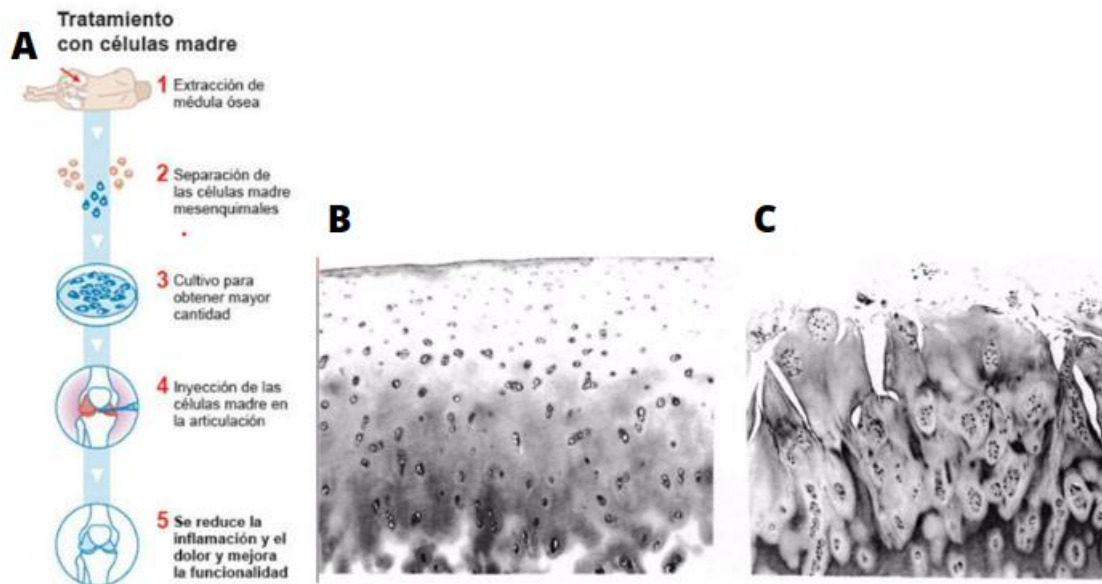 Tratamiento
con células madre
A
1 Extracción de
médula ósea
2 Separación de
las células madre
mesenquimales
3 Cultivo para
obtener mayor
cantidad
4 Inyección de las
células madre en
la articulación
5 Se reduce la
inflamación y el
dolor y mejora
la funcionalidad
B
C